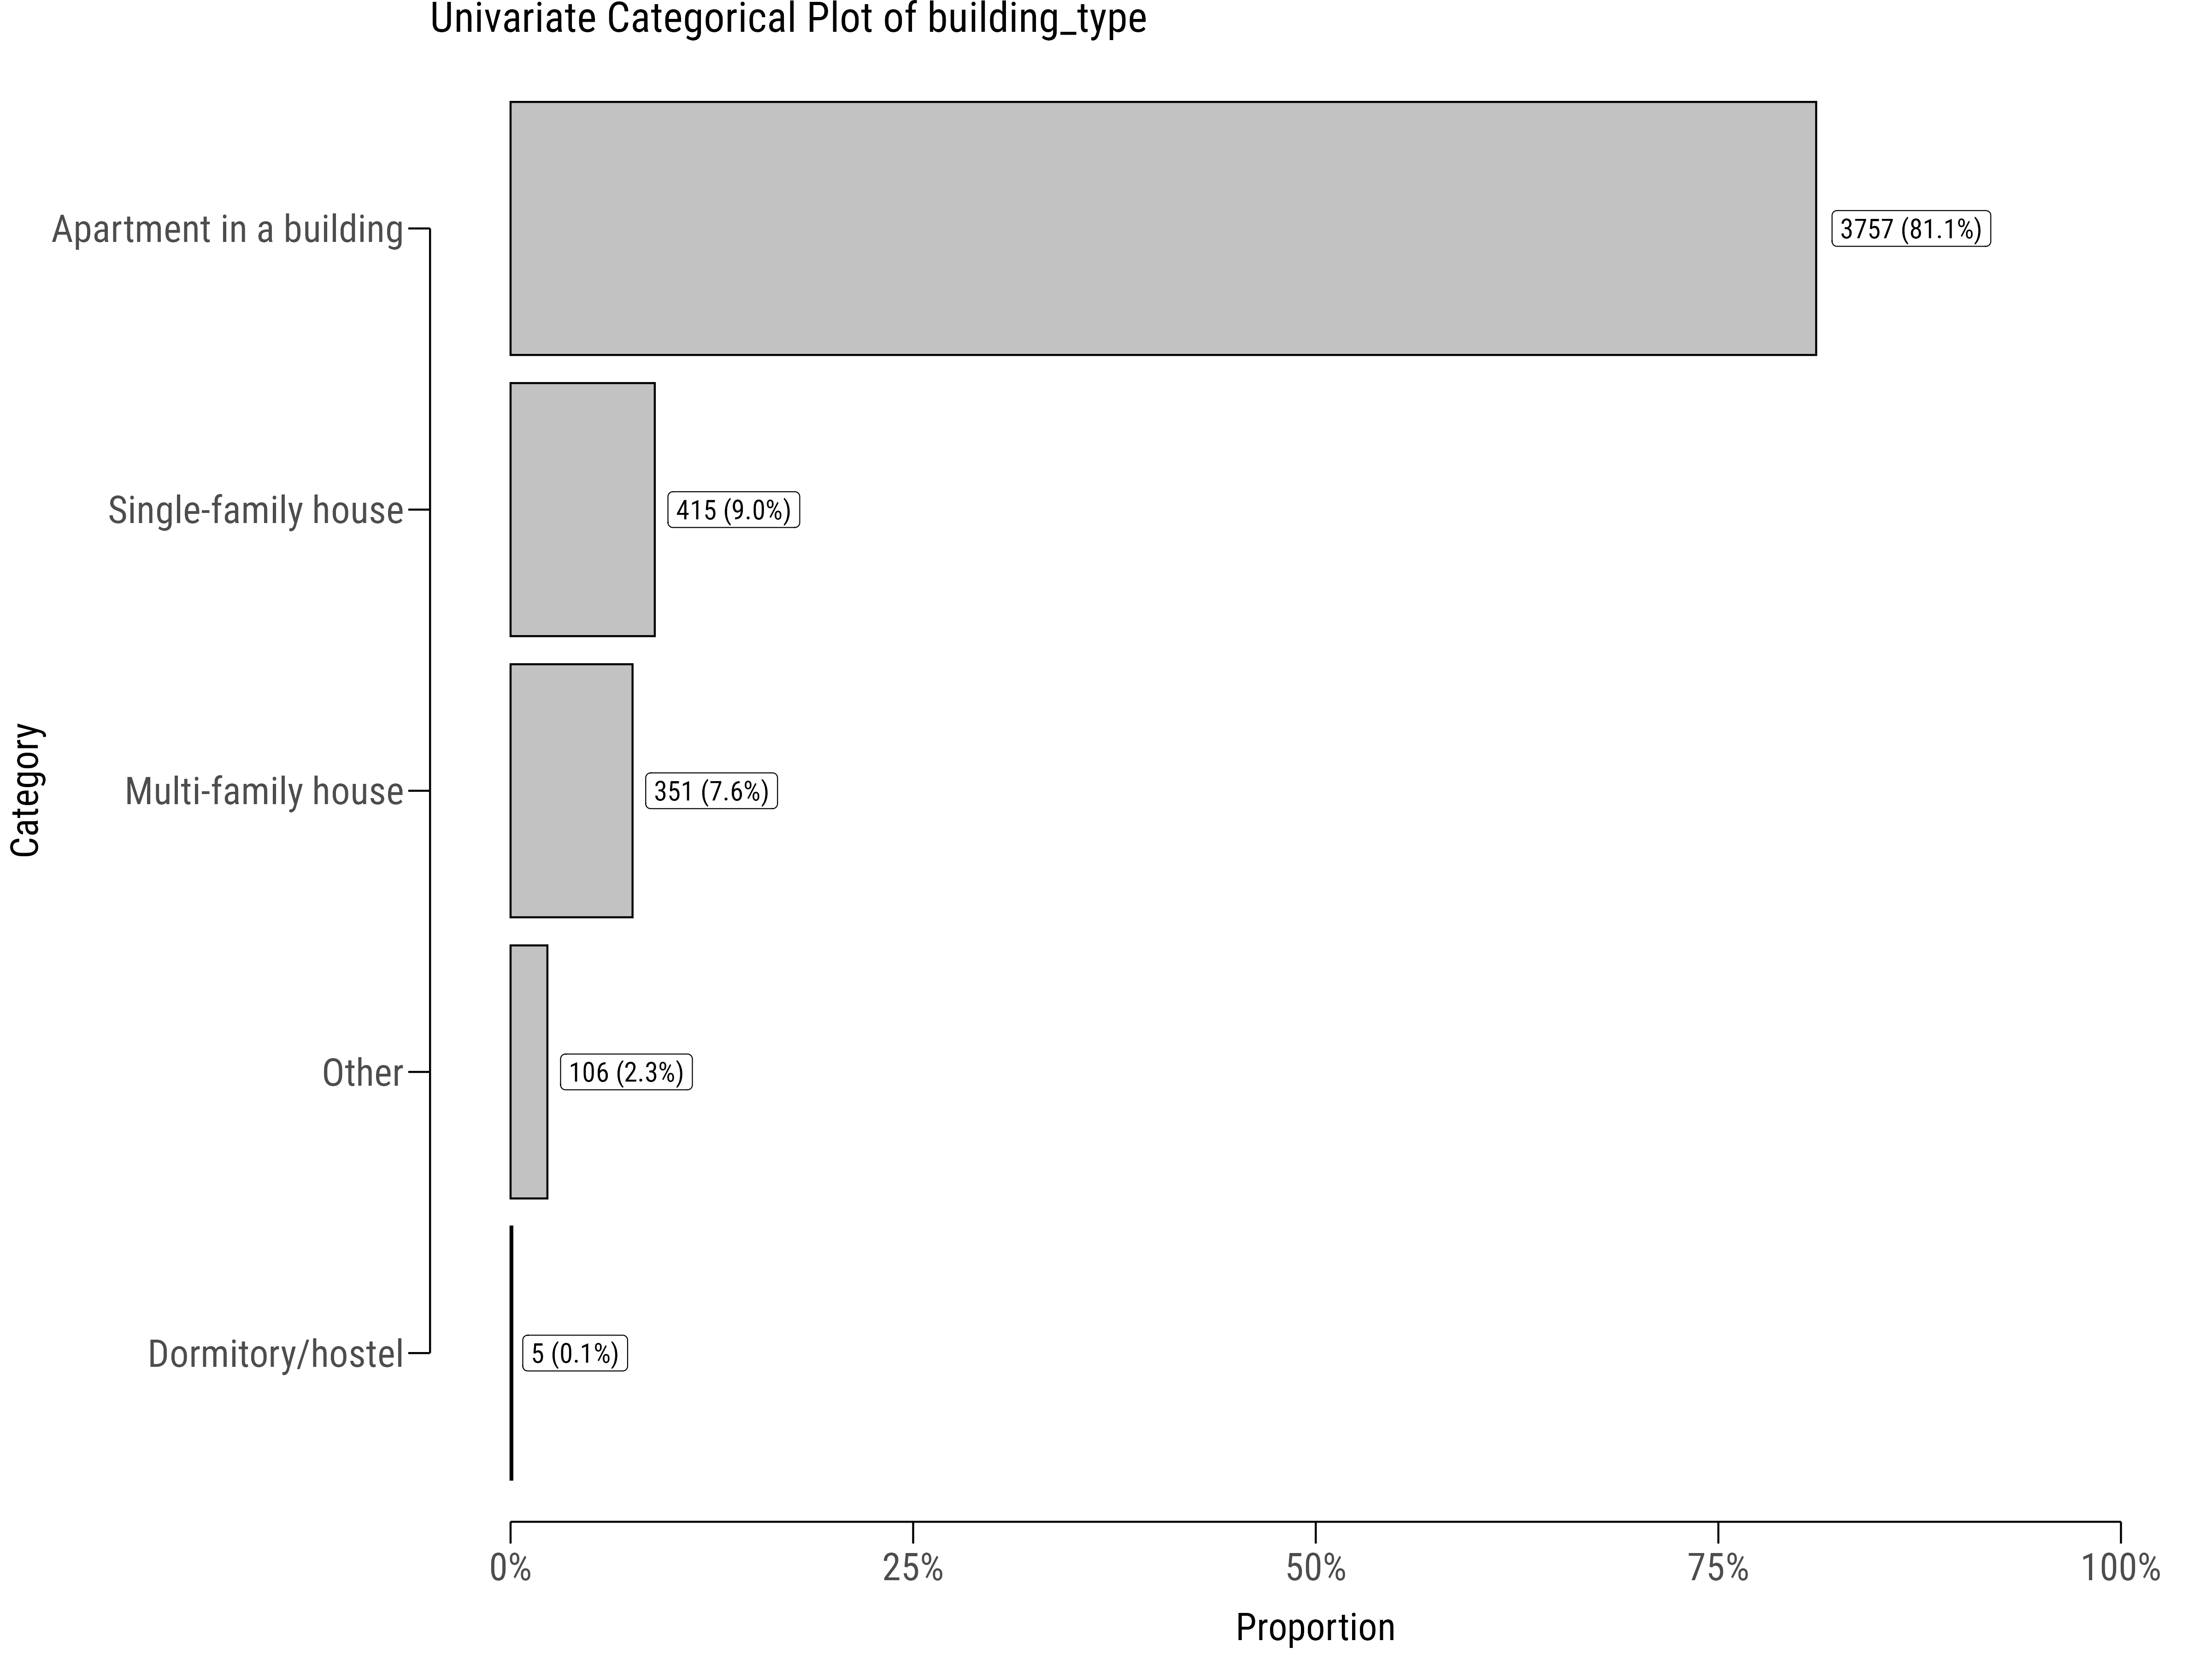 Univariate Categorical Plot of building_type
Apartment in a building
3757 (81.1%)
Single-family house
415 (9.0%)
Multi-family house
351 (7.6%)
Other
106 (2.3%)
Dormitory/hostel
5 (0.1%)
Category
0%
25%
50%
75%
100%
Proportion